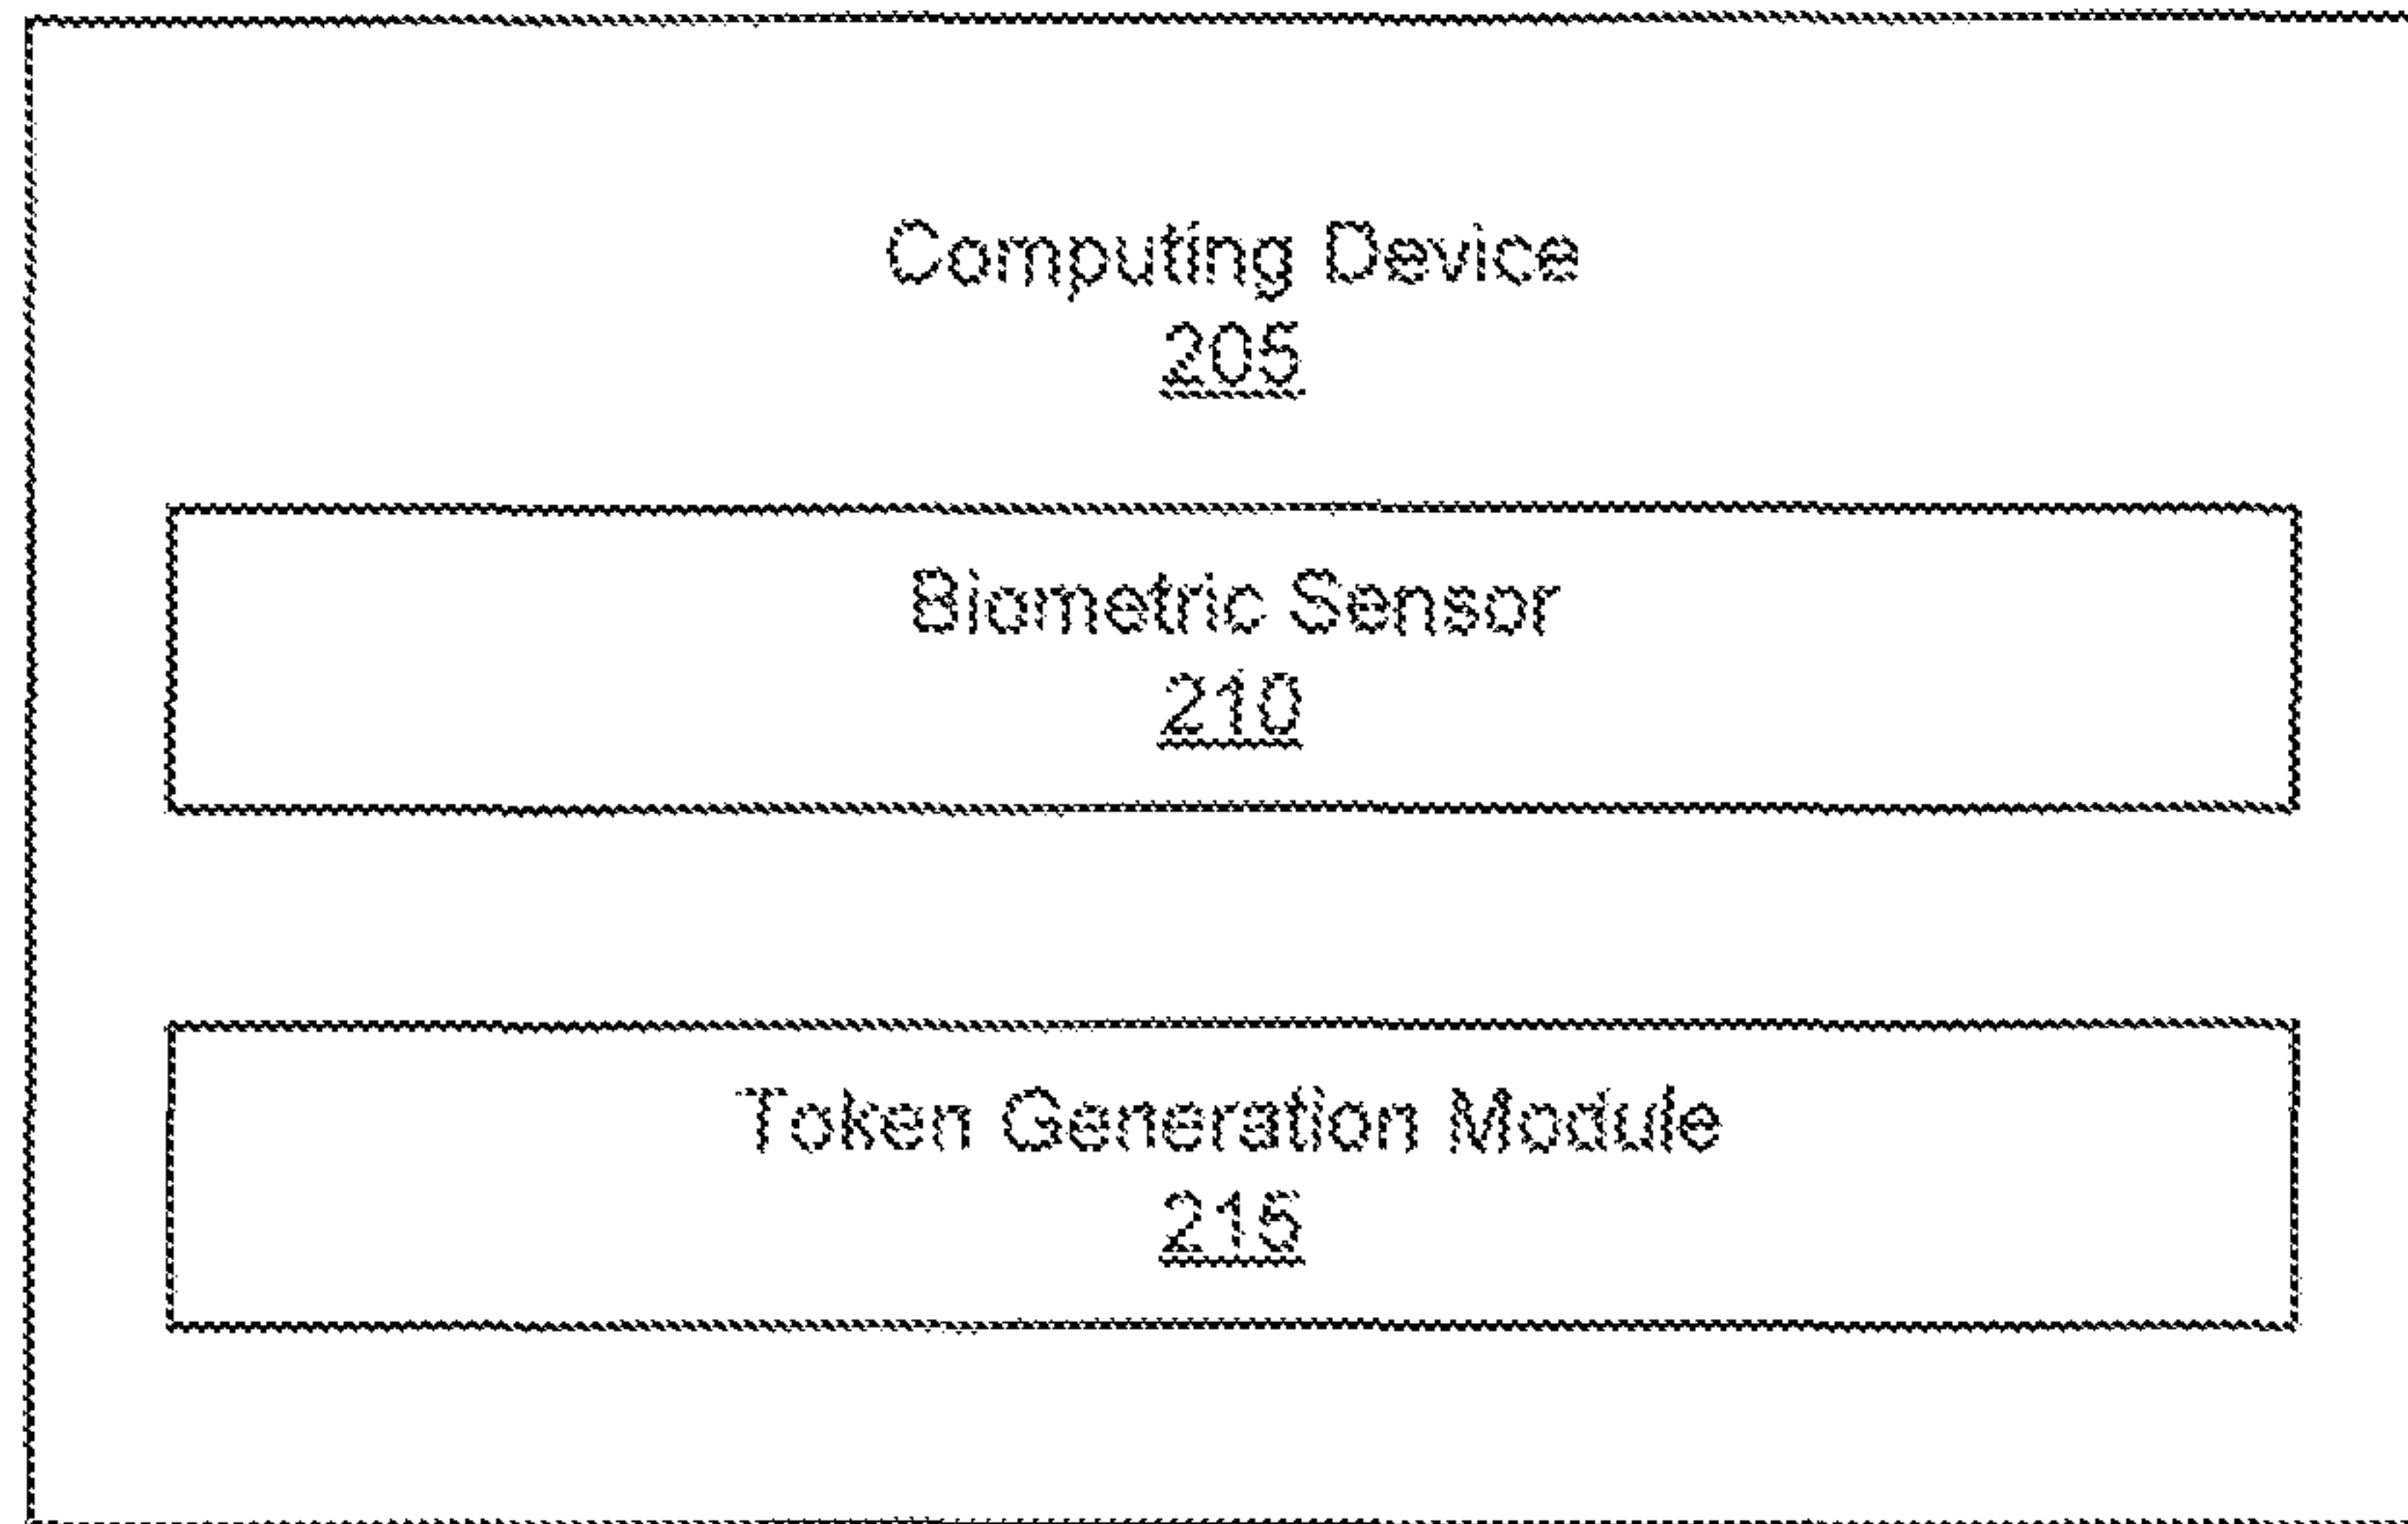 Computing Device
205
Biometric Sensor
210
Token Generation Module
215